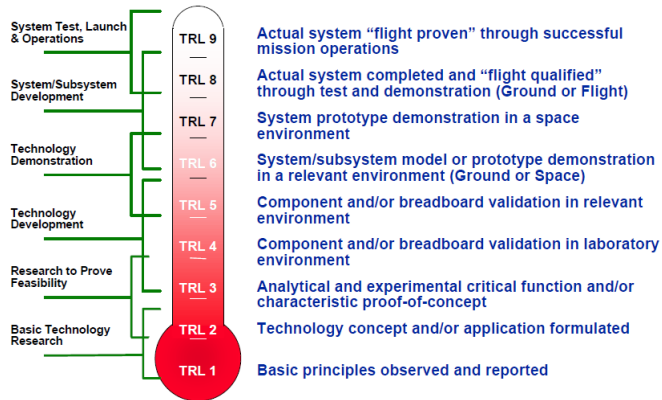 System Test, Launch
& Operations
System/Subsystem
Development
Technology
Demonstration
Technology
Development
Research to Prove
Feasibility
Basic Technology
Research
TRL 9
TRL 8
TRL 7
TRL 6
TRL 5
TRL 4
TRL 3
TRL 2
TRL 1
Actual system “flight proven” through successful
mission operations
Actual system completed and “flight qualified”
through test and demonstration (Ground or Flight)
System prototype demonstration in a space
environment
System/subsystem model or prototype demonstration
in a relevant environment (Ground or Space)
Component and/or breadboard validation in relevant
environment
Component and/or breadboard validation in laboratory
environment
Analytical and experimental critical function and/or
characteristic proof-of-concept
Technology concept and/or application formulated
Basic principles observed and reported